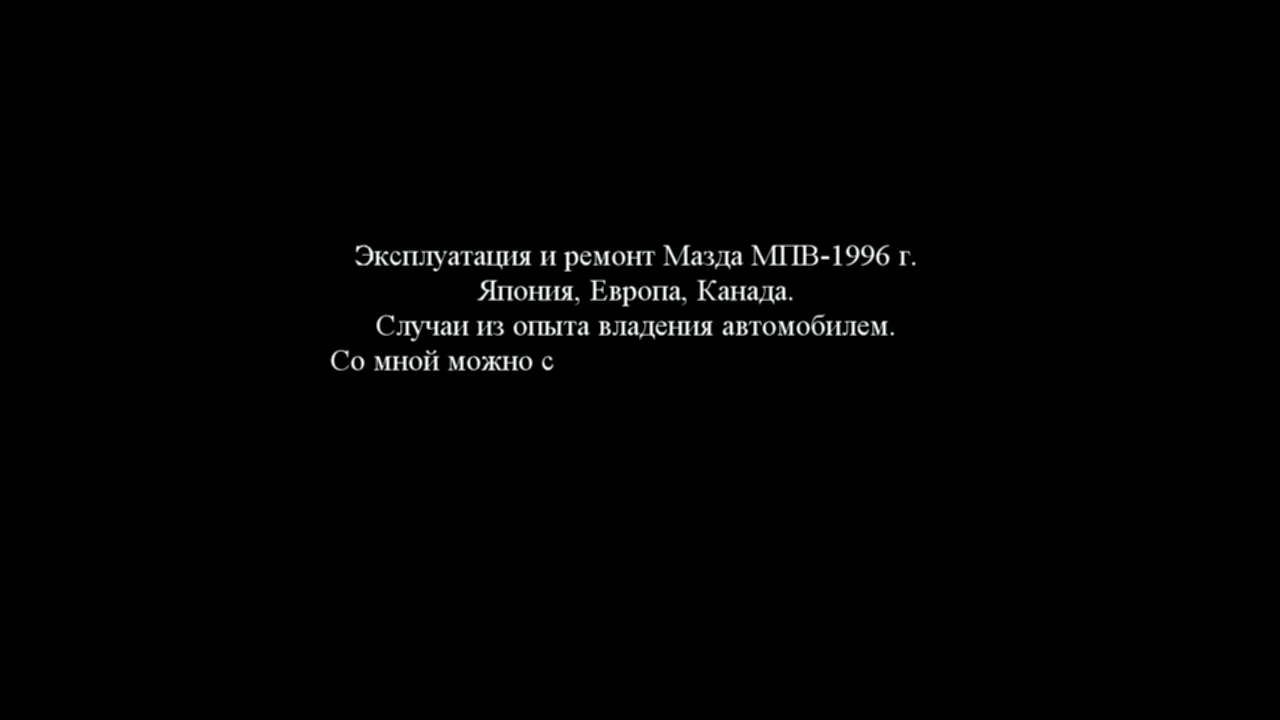 Эксплуатация и ремонт Мазда МПВ-1996 г.
Япония, Европа, Канада.
Случаи из опыта владения автомобилем.
Со мной можно с